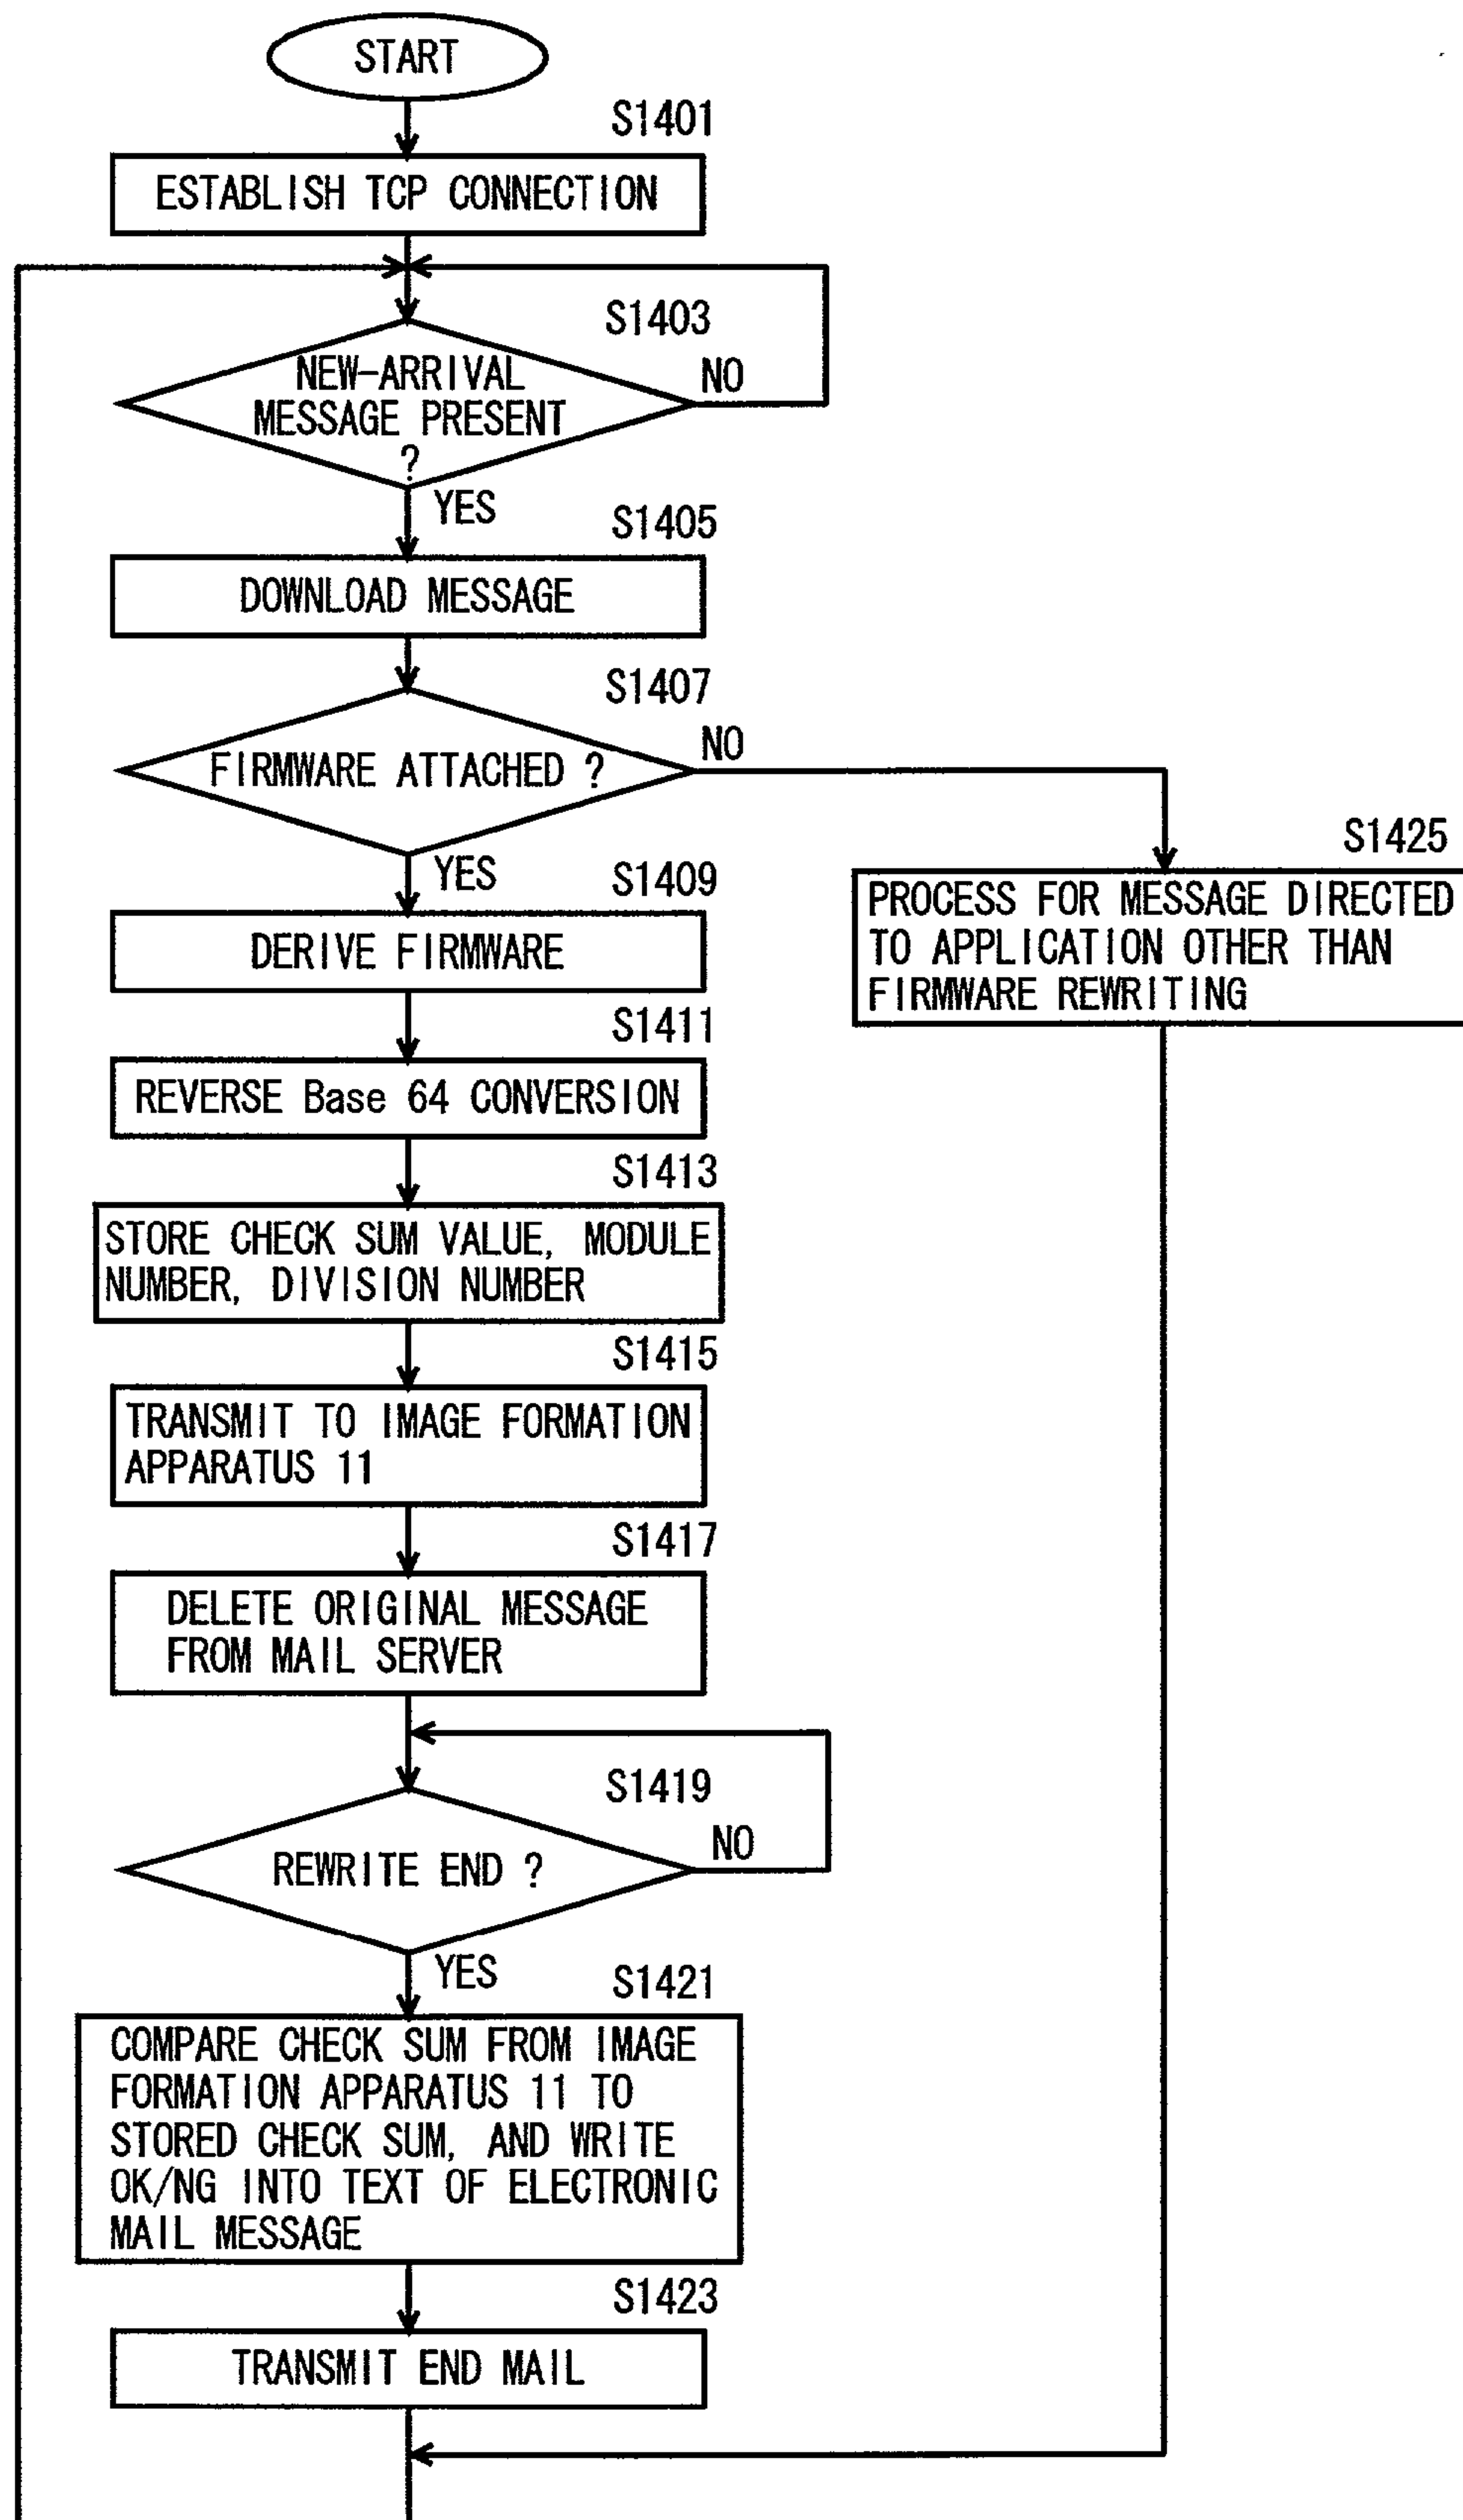 START
S1401
ESTABLISH TCP CONNECTION
S1403
NEW-ARRIVAL
MESSAGE PRESENT
?
NO
YES
S1405
DOWNLOAD MESSAGE
S1407
FIRMWARE ATTACHED ?
NO
YES
S1409
DERIVE FIRMWARE
S1425
PROCESS FOR MESSAGE DIRECTED
TO APPLICATION OTHER THAN
FIRMWARE REWRITING
S1411
REVERSE Base 64 CONVERSION
S1413
STORE CHECK SUM VALUE, MODULE
NUMBER, DIVISION NUMBER
S1415
TRANSMIT TO IMAGE FORMATION
APPARATUS 11
S1417
DELETE ORIGINAL MESSAGE
FROM MAIL SERVER
S1419
REWRITE END ?
NO
YES
S1421
COMPARE CHECK SUM FROM IMAGE
FORMATION APPARATUS 11 TO
STORED CHECK SUM, AND WRITE
OK/NG INTO TEXT OF ELECTRONIC
MAIL MESSAGE
S1423
TRANSMIT END MAIL